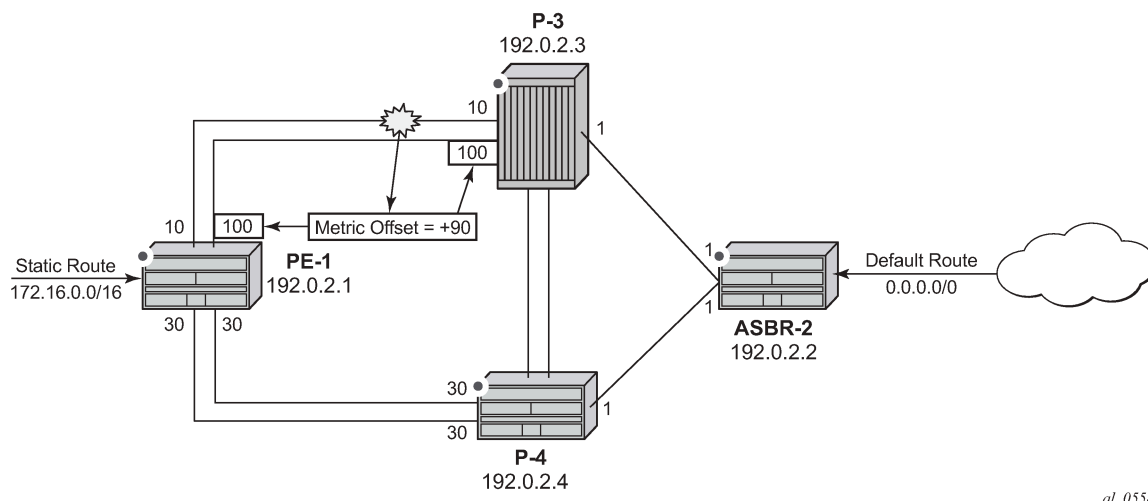 P-3
192.0.2.3
10
1
100
10
100
Metric Offset = +90
Static Route
172.16.0.0/16
PE-1
192.0.2.1
1
Default Route
0.0.0.0/0
30
30
1
ASBR-2
192.0.2.2
30
1
30
P-4
192.0.2.4